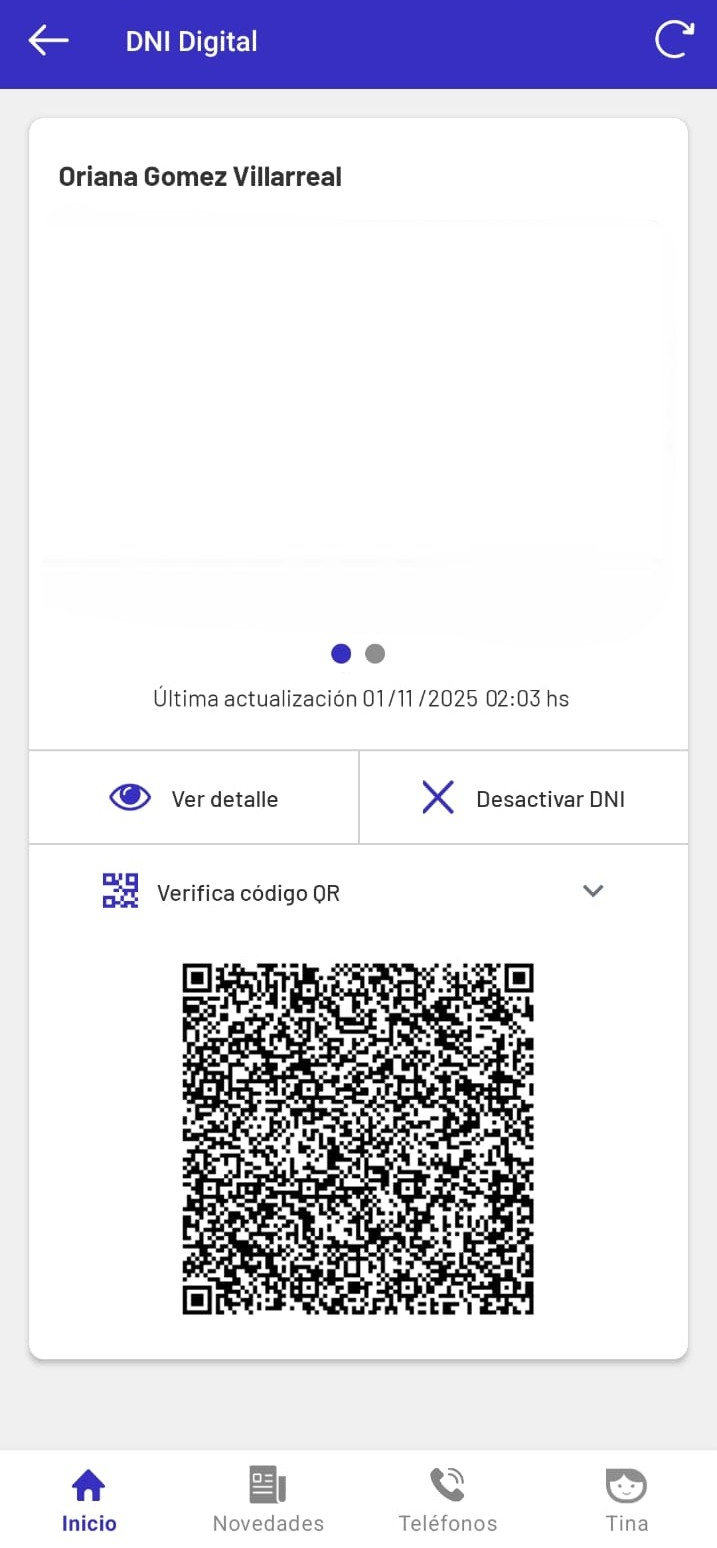 DNI Digital
Oriana Gomez Villarreal
Última actualización 01/11/2025 02:03 hs
Ver detalle
Desactivar DNI
Verifica código QR
Inicio
Novedades
Teléfonos
Tina